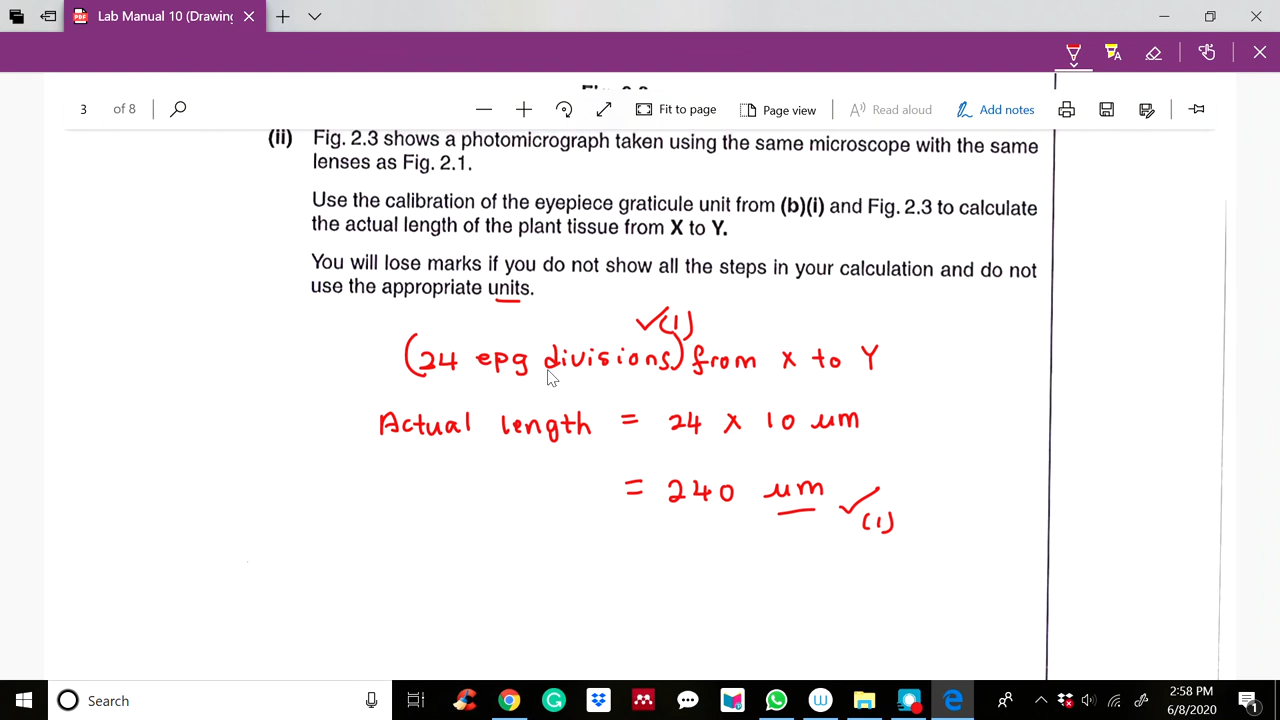 Lab Manual 10 (Drawing
3 of 8
Fit to page
Page view
Read aloud
Add notes
(ii) Fig. 2.3 shows a photomicrograph taken using the same microscope with the same
lenses as Fig. 2.1.
Use the calibration of the eyepiece graticule unit from (b)(i) and Fig. 2.3 to calculate
the actual length of the plant tissue from X to Y.
You will lose marks if you do not show all the steps in your calculation and do not
use the appropriate units.
✓(1)
(24 epg divisions) from x to Y
Actual length = 24 x 10 um
= 240 um ✓(1)
Search
2:58 PM
6/8/2020